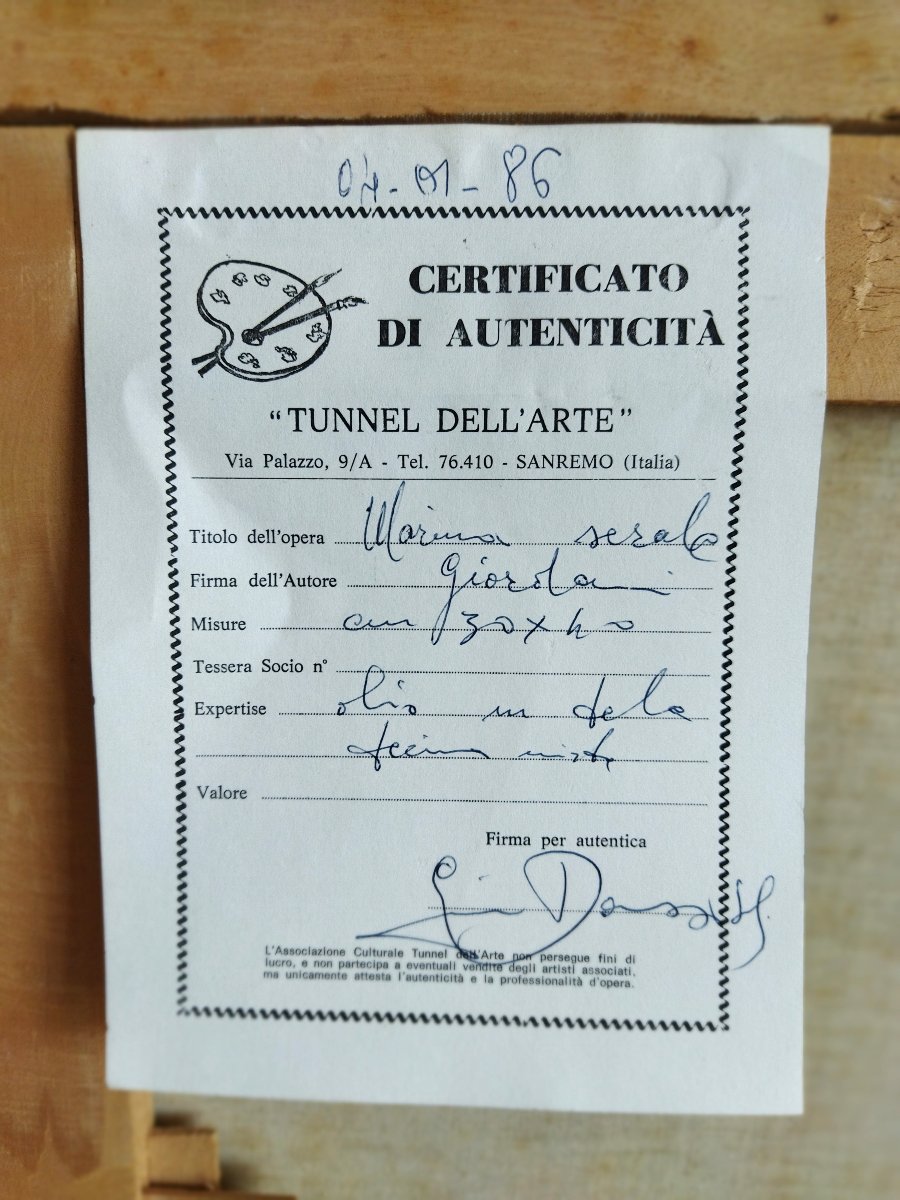 04-01-86
CERTIFICATO
DI AUTENTICITÀ
“TUNNEL DELL'ARTE”
Via Palazzo, 9/A - Tel. 76.410 - SANREMO (Italia)
Titolo dell'opera Marina serale
Firma dell'Autore Giordani
Misure cm 30x40
Tessera Socio n°
Expertise olio in tela
tecnica mista
Valore
Firma per autentica
L'Associazione Culturale Tunnel dell'Arte non persegue fini di
lucro, e non partecipa a eventuali vendite degli artisti associati,
ma unicamente attesta l'autenticità e la professionalità d'opera.